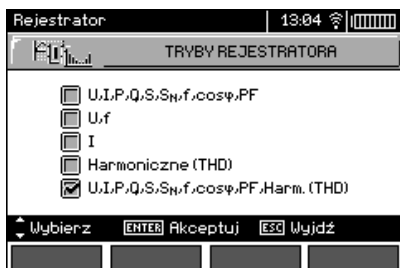 Rejestrator 13:04
TRYBY REJESTRATORA
U,I,P,Q,S,SN,f,cosφ,PF
U,f
I
Harmoniczne (THD)
U,I,P,Q,S,SN,f,cosφ,PF,Harm. (THD)
Wybierz ENTER Akceptuj ESC Wyjdź